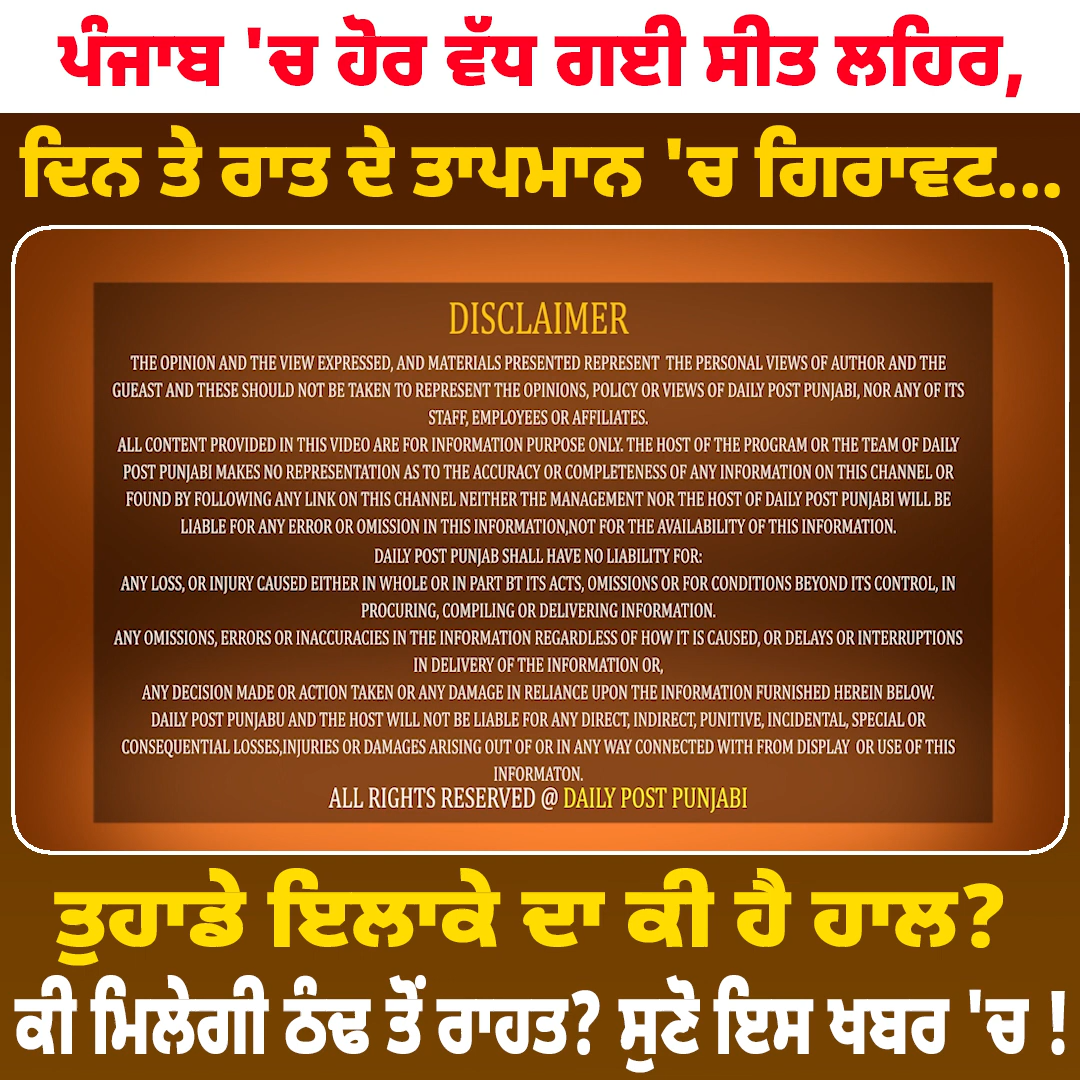 ਪੰਜਾਬ 'ਚ ਹੋਰ ਵੱਧ ਗਈ ਸੀਤ ਲਹਿਰ,
ਦਿਨ ਤੇ ਰਾਤ ਦੇ ਤਾਪਮਾਨ 'ਚ ਗਿਰਾਵਟ...
DISCLAIMER
THE OPINION AND THE VIEW EXPRESSED, AND MATERIALS PRESENTED REPRESENT THE PERSONAL VIEWS OF AUTHOR AND THE
GUEAST AND THESE SHOULD NOT BE TAKEN TO REPRESENT THE OPINIONS, POLICY OR VIEWS OF DAILY POST PUNJABI, NOR ANY OF ITS
STAFF, EMPLOYEES OR AFFILIATES.
ALL CONTENT PROVIDED IN THIS VIDEO ARE FOR INFORMATION PURPOSE ONLY. THE HOST OF THE PROGRAM OR THE TEAM OF DAILY
POST PUNJABI MAKES NO REPRESENTATION AS TO THE ACCURACY OR COMPLETENESS OF ANY INFORMATION ON THIS CHANNEL OR
FOUND BY FOLLOWING ANY LINK ON THIS CHANNEL NEITHER THE MANAGEMENT NOR THE HOST OF DAILY POST PUNJABI WILL BE
LIABLE FOR ANY ERROR OR OMISSION IN THIS INFORMATION,NOT FOR THE AVAILABILITY OF THIS INFORMATION.
DAILY POST PUNJAB SHALL HAVE NO LIABILITY FOR:
ANY LOSS, OR INJURY CAUSED EITHER IN WHOLE OR IN PART BT ITS ACTS, OMISSIONS OR FOR CONDITIONS BEYOND ITS CONTROL, IN
PROCURING, COMPILING OR DELIVERING INFORMATION.
ANY OMISSIONS, ERRORS OR INACCURACIES IN THE INFORMATION REGARDLESS OF HOW IT IS CAUSED, OR DELAYS OR INTERRUPTIONS
IN DELIVERY OF THE INFORMATION OR,
ANY DECISION MADE OR ACTION TAKEN OR ANY DAMAGE IN RELIANCE UPON THE INFORMATION FURNISHED HEREIN BELOW.
DAILY POST PUNJABU AND THE HOST WILL NOT BE LIABLE FOR ANY DIRECT, INDIRECT, PUNITIVE, INCIDENTAL, SPECIAL OR
CONSEQUENTIAL LOSSES,INJURIES OR DAMAGES ARISING OUT OF OR IN ANY WAY CONNECTED WITH FROM DISPLAY OR USE OF THIS
INFORMATON.
ALL RIGHTS RESERVED @ DAILY POST PUNJABI
ਤੁਹਾਡੇ ਇਲਾਕੇ ਦਾ ਕੀ ਹੈ ਹਾਲ?
ਕੀ ਮਿਲੇਗੀ ਠੰਢ ਤੋਂ ਰਾਹਤ? ਸੁਣੋ ਇਸ ਖਬਰ 'ਚ !